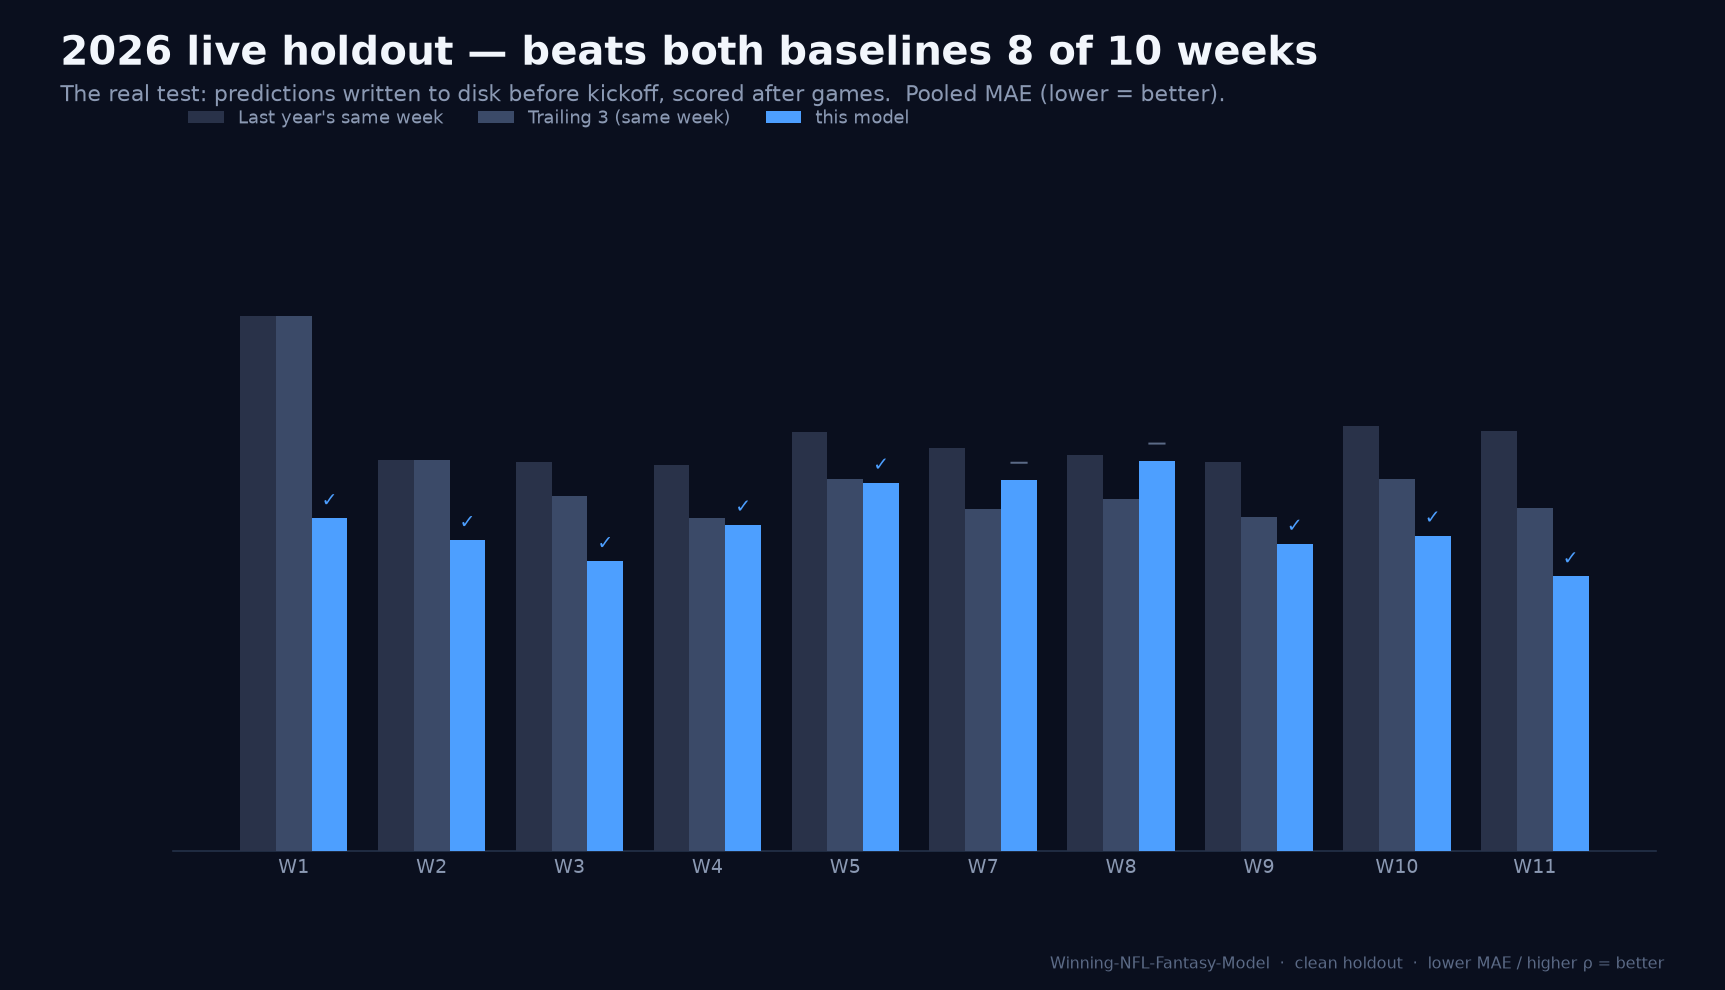 2026 live holdout — beats both baselines 8 of 10 weeks
The real test: predictions written to disk before kickoff, scored after games.  Pooled MAE (lower = better).
Last year's same week   Trailing 3 (same week)   this model
✓ ✓ ✓ ✓ ✓ — — ✓ ✓ ✓
W1 W2 W3 W4 W5 W7 W8 W9 W10 W11
Winning-NFL-Fantasy-Model · clean holdout · lower MAE / higher ρ = better